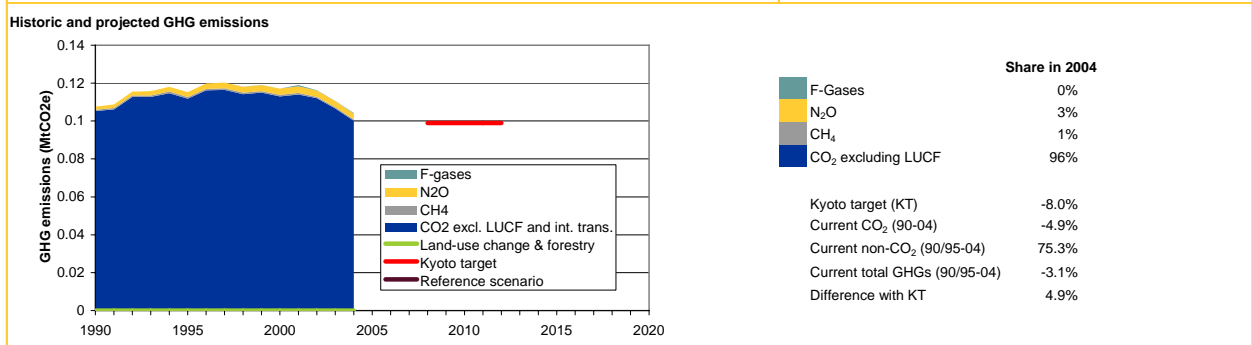 Historic and projected GHG emissions
GHG emissions (MtCO2e)
0.14
0.12
0.1
0.08
0.06
0.04
0.02
0
1990
1995
2000
2005
2010
2015
2020
F-gases
N2O
CH4
CO2 excl. LUCF and int. trans.
Land-use change & forestry
Kyoto target
Reference scenario
Share in 2004
F-Gases 0%
N₂O 3%
CH₄ 1%
CO₂ excluding LUCF 96%
Kyoto target (KT) -8.0%
Current CO₂ (90-04) -4.9%
Current non-CO₂ (90/95-04) 75.3%
Current total GHGs (90/95-04) -3.1%
Difference with KT 4.9%